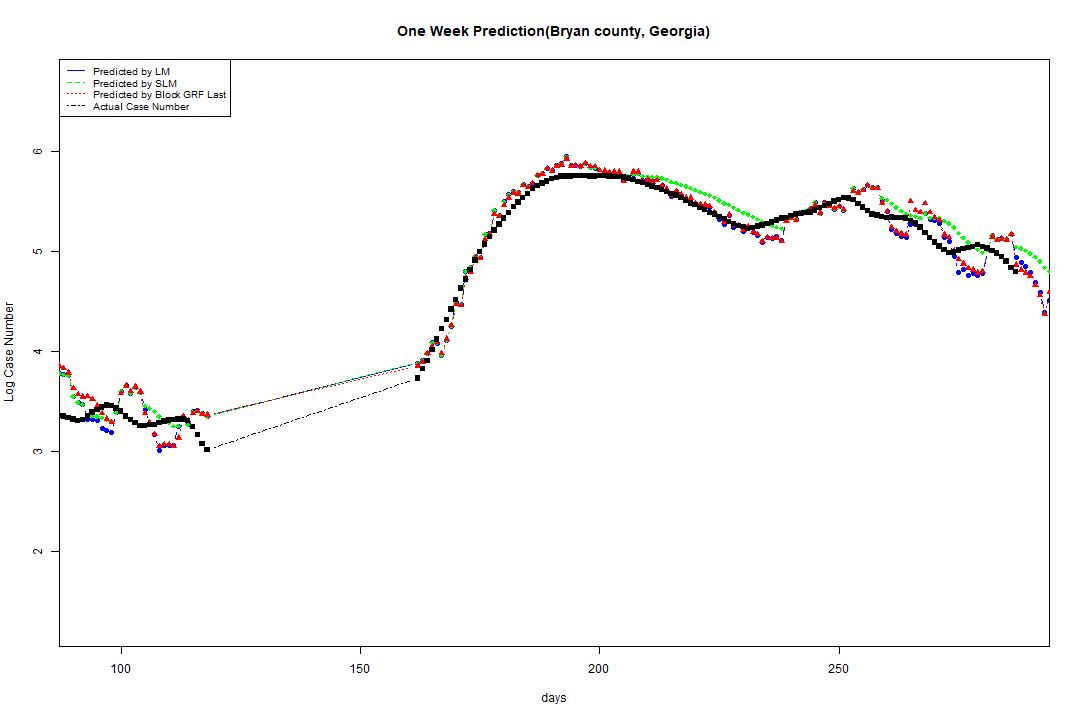 One Week Prediction(Bryan county, Georgia)
Predicted by LM
Predicted by SLM
Predicted by Block GRF Last
Actual Case Number
6
5
4
3
2
Log Case Number
100 150 200 250
days